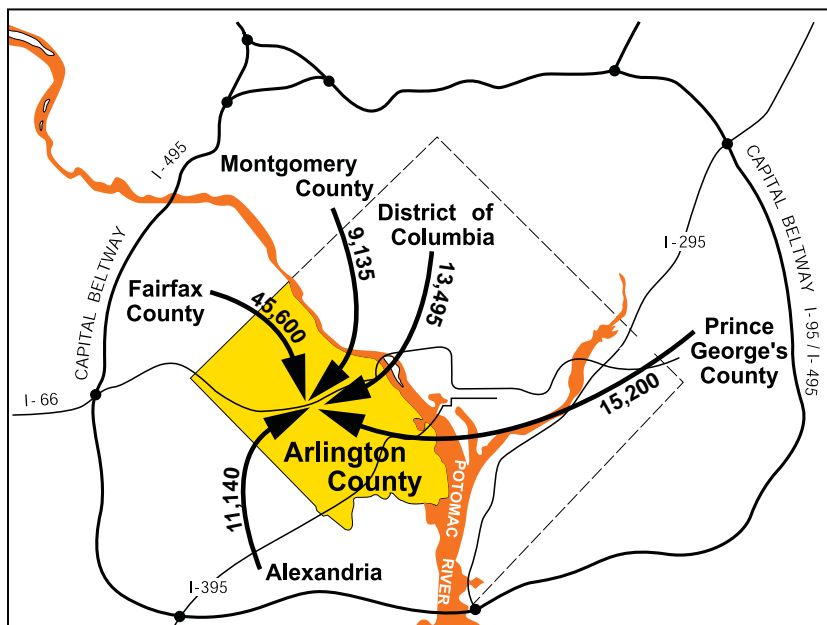 I-495
Montgomery
County
9,135
District of
Columbia
13,495
I-295
CAPITAL BELTWAY
I-95 / I-495
CAPITAL BELTWAY
Fairfax
County
45,600
Prince
George's
County
15,200
I-66
Arlington
County
11,140
Alexandria
I-395
POTOMAC
RIVER